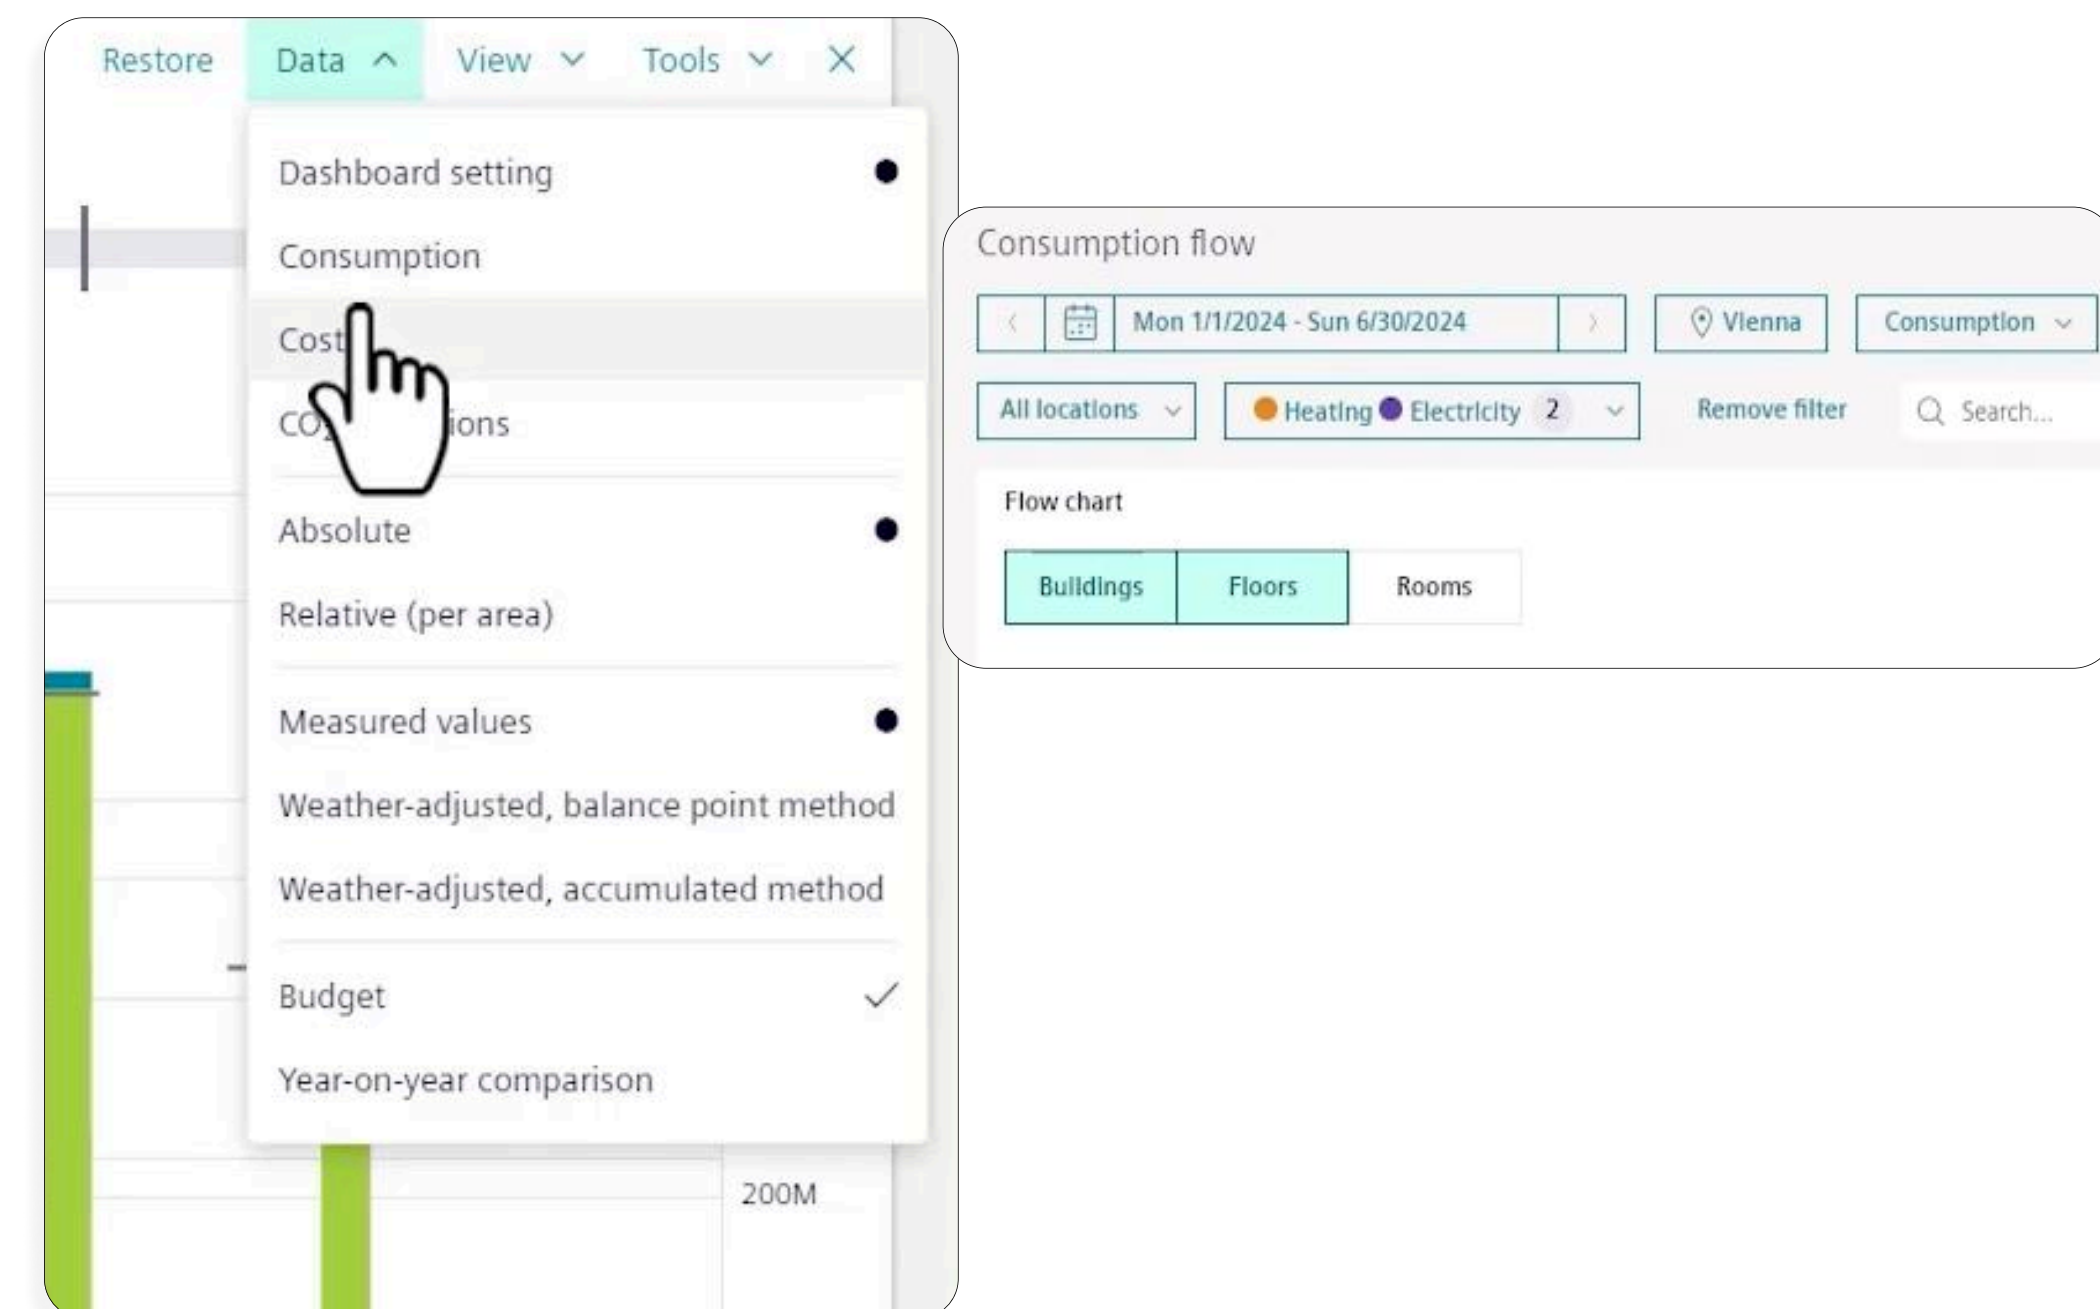 Restore Data View Tools
Dashboard setting
Consumption
Cost
CO₂ ions
Absolute
Relative (per area)
Measured values
Weather-adjusted, balance point method
Weather-adjusted, accumulated method
Budget
Year-on-year comparison
200M
Consumption flow
Mon 1/1/2024 - Sun 6/30/2024 Vienna Consumption
All locations Heating Electricity 2 Remove filter Search...
Flow chart
Buildings Floors Rooms